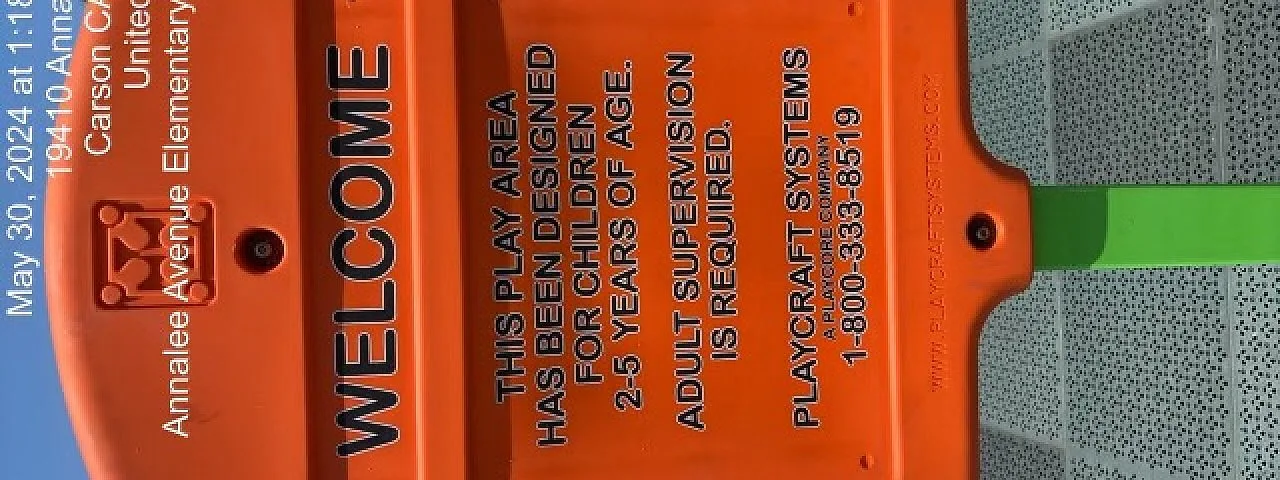 May 30, 2024 at 1:18
19410 Anna
Carson CA
United
Annalee Avenue Elementary
WELCOME
THIS PLAY AREA
HAS BEEN DESIGNED
FOR CHILDREN
2-5 YEARS OF AGE.
ADULT SUPERVISION
IS REQUIRED.
PLAYCRAFT SYSTEMS
A PLAYCORE COMPANY
1-800-333-8519
www.PLAYCRAFTSYSTEMS.COM